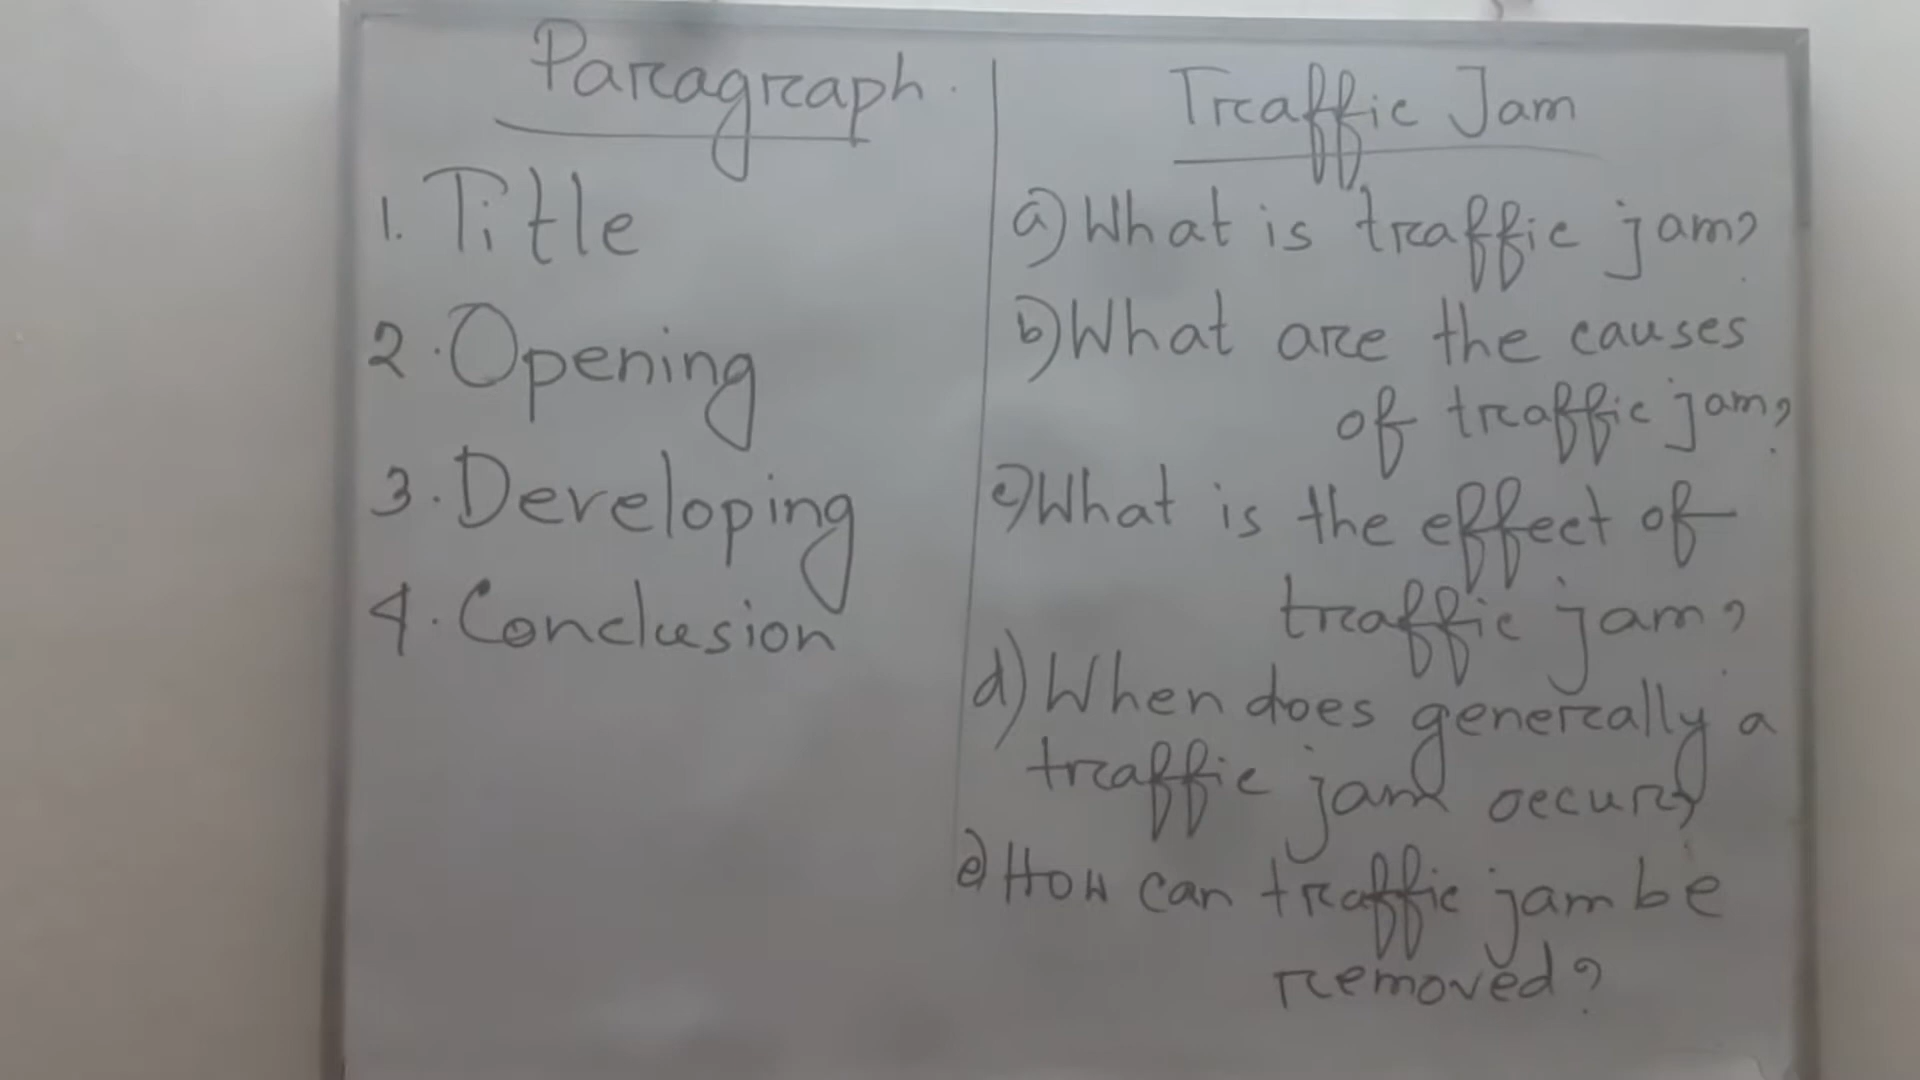 Paragraph.
1. Title
2. Opening
3. Developing
4. Conclusion
Traffic Jam
a) What is traffic jam?
b) What are the causes
of traffic jam?
c) What is the effect of
traffic jam?
d) When does generally a
traffic jam occur?
e) How can traffic jam be
removed?